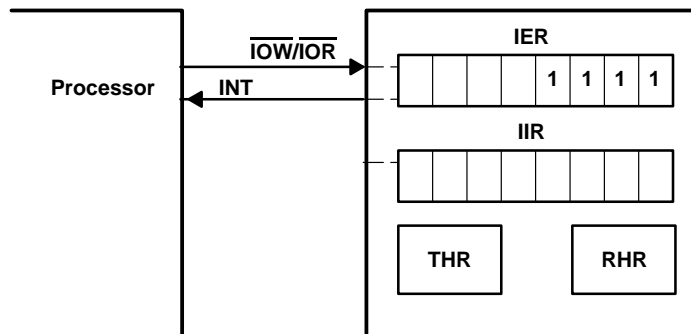 IOW/IOR
IER
1 1 1 1
Processor
INT
IIR
THR
RHR